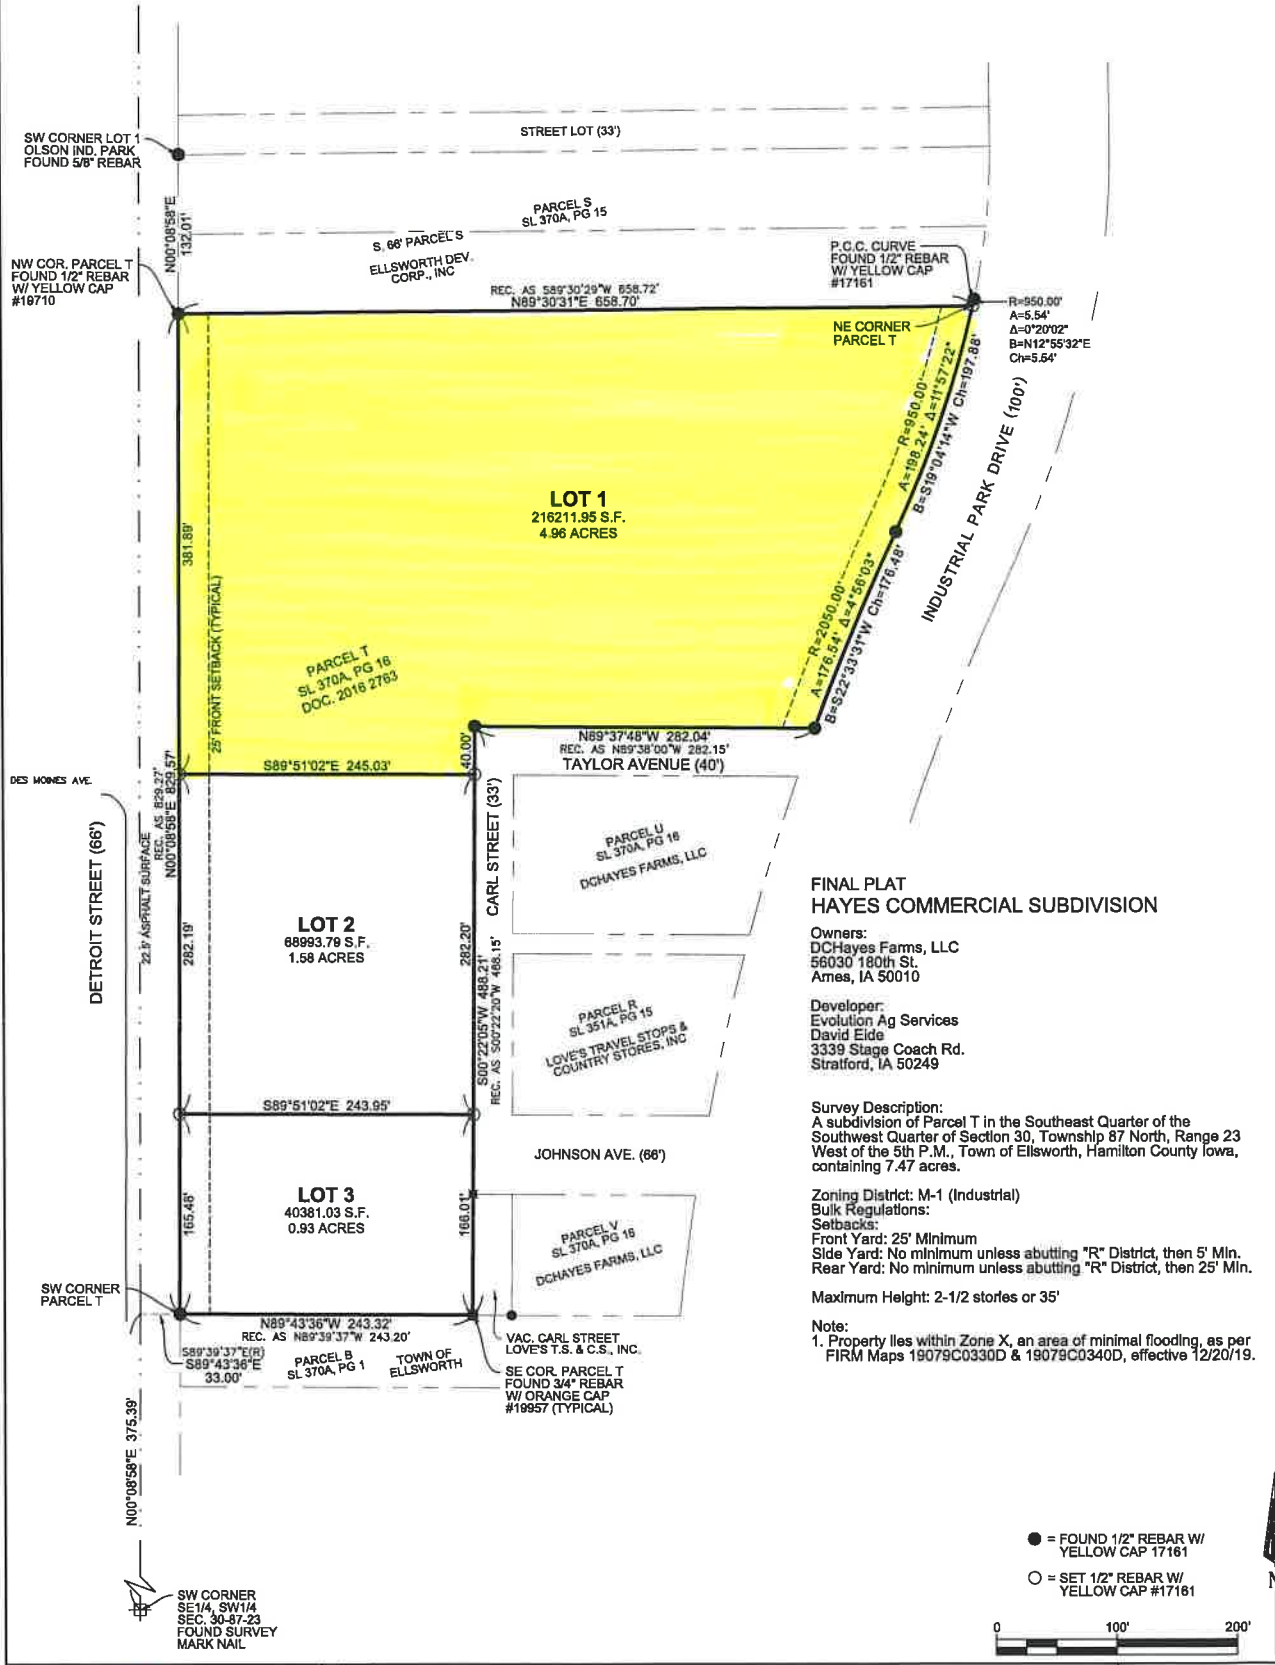 STREET LOT (33')
SW CORNER LOT 1
OLSON IND. PARK
FOUND 5/8" REBAR
N00°08'58"E
132.01'
PARCEL S
SL 370A, PG 15
S. 66' PARCEL S
ELLSWORTH DEV.
CORP., INC
NW COR. PARCEL T
FOUND 1/2" REBAR
W/ YELLOW CAP
#19710
P.C.C. CURVE
FOUND 1/2" REBAR
W/ YELLOW CAP
#17161
REC. AS S89°30'29"W 658.72'
N89°30'31"E 658.70'
NE CORNER
PARCEL T
R=950.00'
A=5.54'
Δ=0°20'02"
B=N12°55'32"E
Ch=5.54'
R=950.00'
A=198.24' Δ=11°57'22"
B=S19°04'14"W Ch=197.88'
INDUSTRIAL PARK DRIVE (100')
LOT 1
216211.95 S.F.
4.96 ACRES
381.89'
25' FRONT SETBACK (TYPICAL)
R=2050.00'
A=176.54' Δ=4°56'03"
B=S22°33'31"W Ch=176.48'
PARCEL T
SL 370A, PG 16
DOC. 2016 2763
N89°37'48"W 282.04'
REC. AS N89°38'00"W 282.15'
TAYLOR AVENUE (40')
40.00'
S89°51'02"E 245.03'
DES MOINES AVE.
DETROIT STREET (66')
22.5' ASPHALT SURFACE
REC. AS 829.27'
N00°08'58"E 829.57'
CARL STREET (33')
PARCEL U
SL 370A, PG 16
DCHAYES FARMS, LLC
LOT 2
68993.79 S.F.
1.58 ACRES
282.19'
282.20'
S00°22'05"W 488.21'
REC. AS S00°22'20"W 488.15'
PARCEL R
SL 351A, PG 15
LOVE'S TRAVEL STOPS &
COUNTRY STORES, INC
S89°51'02"E 243.95'
JOHNSON AVE. (66')
LOT 3
40381.03 S.F.
0.93 ACRES
165.48'
166.01'
PARCEL V
SL 370A, PG 16
DCHAYES FARMS, LLC
SW CORNER
PARCEL T
N89°43'36"W 243.32'
REC. AS N89°39'37"W 243.20'
S89°39'37"E(R)
S89°43'36"E
33.00'
PARCEL B
SL 370A, PG 1
TOWN OF
ELLSWORTH
VAC. CARL STREET
LOVE'S T.S. & C.S., INC.
SE COR. PARCEL T
FOUND 3/4" REBAR
W/ ORANGE CAP
#19957 (TYPICAL)
N00°08'58"E 375.39'
SW CORNER
SE1/4, SW1/4
SEC. 30-87-23
FOUND SURVEY
MARK NAIL
FINAL PLAT
HAYES COMMERCIAL SUBDIVISION
Owners:
DCHayes Farms, LLC
56030 180th St.
Ames, IA 50010
Developer:
Evolution Ag Services
David Eide
3339 Stage Coach Rd.
Stratford, IA 50249
Survey Description:
A subdivision of Parcel T in the Southeast Quarter of the
Southwest Quarter of Section 30, Township 87 North, Range 23
West of the 5th P.M., Town of Ellsworth, Hamilton County Iowa,
containing 7.47 acres.
Zoning District: M-1 (Industrial)
Bulk Regulations:
Setbacks:
Front Yard: 25' Minimum
Side Yard: No minimum unless abutting "R" District, then 5' Min.
Rear Yard: No minimum unless abutting "R" District, then 25' Min.
Maximum Height: 2-1/2 stories or 35'
Note:
1. Property lies within Zone X, an area of minimal flooding, as per
FIRM Maps 19079C0330D & 19079C0340D, effective 12/20/19.
= FOUND 1/2" REBAR W/
YELLOW CAP 17161
= SET 1/2" REBAR W/
YELLOW CAP #17161
0 100' 200'